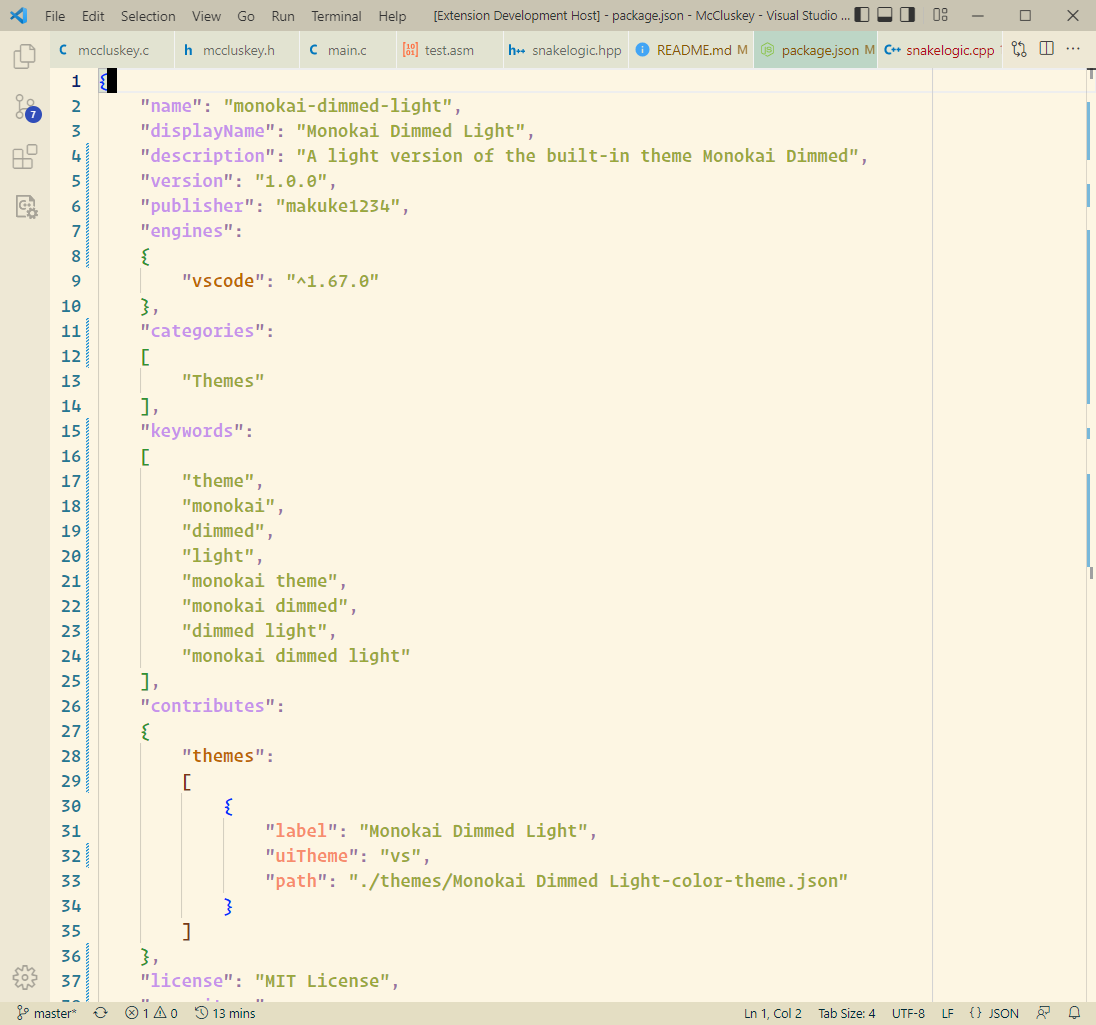 File Edit Selection View Go Run Terminal Help [Extension Development Host] - package.json - McCluskey - Visual Studio ...
C mccluskey.c h mccluskey.h C main.c test.asm h++ snakelogic.hpp README.md M package.json M C++ snakelogic.cpp ...
7
1 {
2 "name": "monokai-dimmed-light",
3 "displayName": "Monokai Dimmed Light",
4 "description": "A light version of the built-in theme Monokai Dimmed",
5 "version": "1.0.0",
6 "publisher": "makuke1234",
7 "engines":
8 {
9 "vscode": "^1.67.0"
10 },
11 "categories":
12 [
13 "Themes"
14 ],
15 "keywords":
16 [
17 "theme",
18 "monokai",
19 "dimmed",
20 "light",
21 "monokai theme",
22 "monokai dimmed",
23 "dimmed light",
24 "monokai dimmed light"
25 ],
26 "contributes":
27 {
28 "themes":
29 [
30 {
31 "label": "Monokai Dimmed Light",
32 "uiTheme": "vs",
33 "path": "./themes/Monokai Dimmed Light-color-theme.json"
34 }
35 ]
36 },
37 "license": "MIT License",
master* 1 0 13 mins Ln 1, Col 2 Tab Size: 4 UTF-8 LF {} JSON